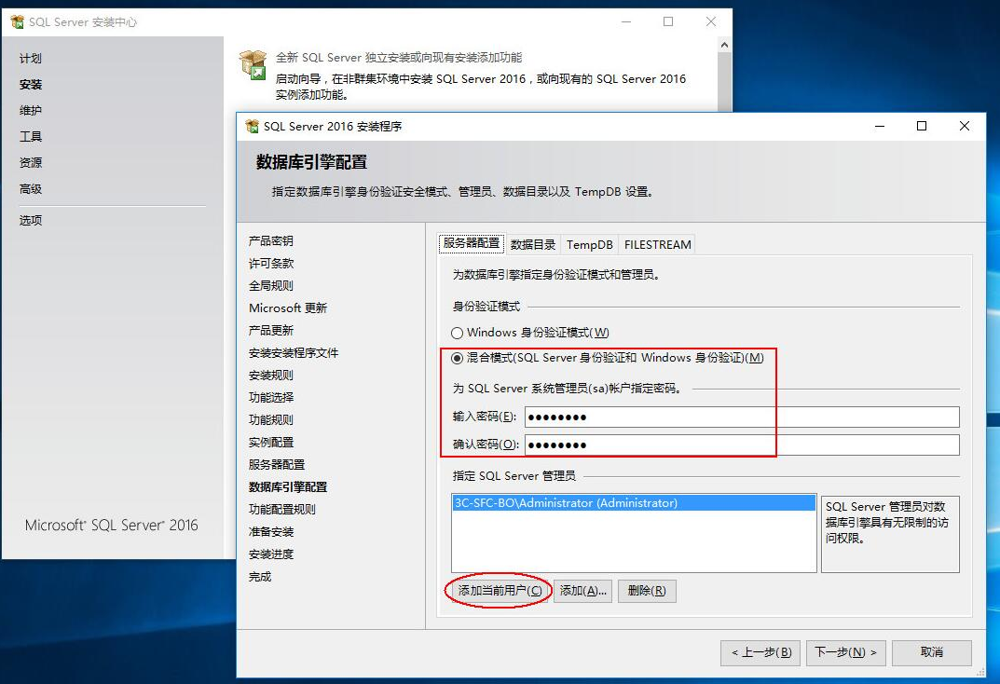 SQL Server 安装中心
计划
安装
维护
工具
资源
高级
选项
Microsoft® SQL Server® 2016
全新 SQL Server 独立安装或向现有安装添加功能
启动向导，在非群集环境中安装 SQL Server 2016，或向现有的 SQL Server 2016
实例添加功能。
SQL Server 2016 安装程序
数据库引擎配置
指定数据库引擎身份验证安全模式、管理员、数据目录以及 TempDB 设置。
产品密钥
许可条款
全局规则
Microsoft 更新
产品更新
安装安装程序文件
安装规则
功能选择
功能规则
实例配置
服务器配置
数据库引擎配置
功能配置规则
准备安装
安装进度
完成
服务器配置 数据目录 TempDB FILESTREAM
为数据库引擎指定身份验证模式和管理员。
身份验证模式
Windows 身份验证模式(W)
混合模式(SQL Server 身份验证和 Windows 身份验证)(M)
为 SQL Server 系统管理员(sa)帐户指定密码。
输入密码(E): ●●●●●●●●
确认密码(O): ●●●●●●●●
指定 SQL Server 管理员
3C-SFC-BO\Administrator (Administrator)
SQL Server 管理员对数
据库引擎具有无限制的访
问权限。
添加当前用户(C) 添加(A)... 删除(R)
< 上一步(B) 下一步(N) > 取消